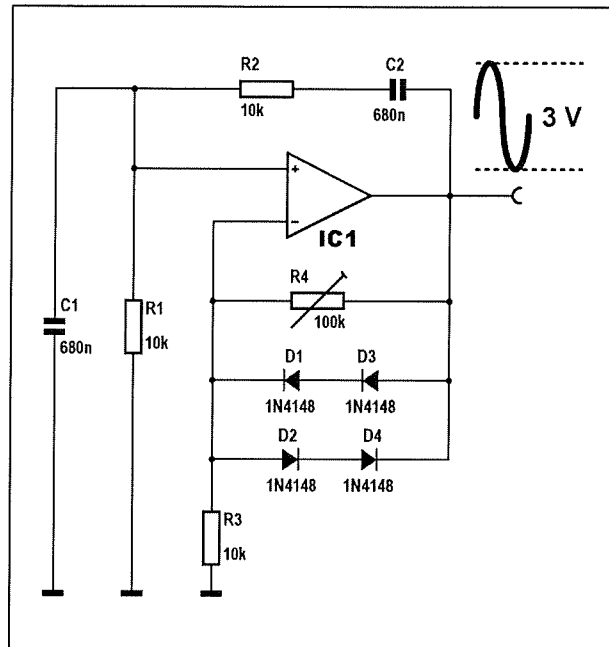 R2
10k
C2
680n
3 V
+
−
IC1
R4
100k
C1
680n
R1
10k
D1
1N4148
D3
1N4148
D2
1N4148
D4
1N4148
R3
10k